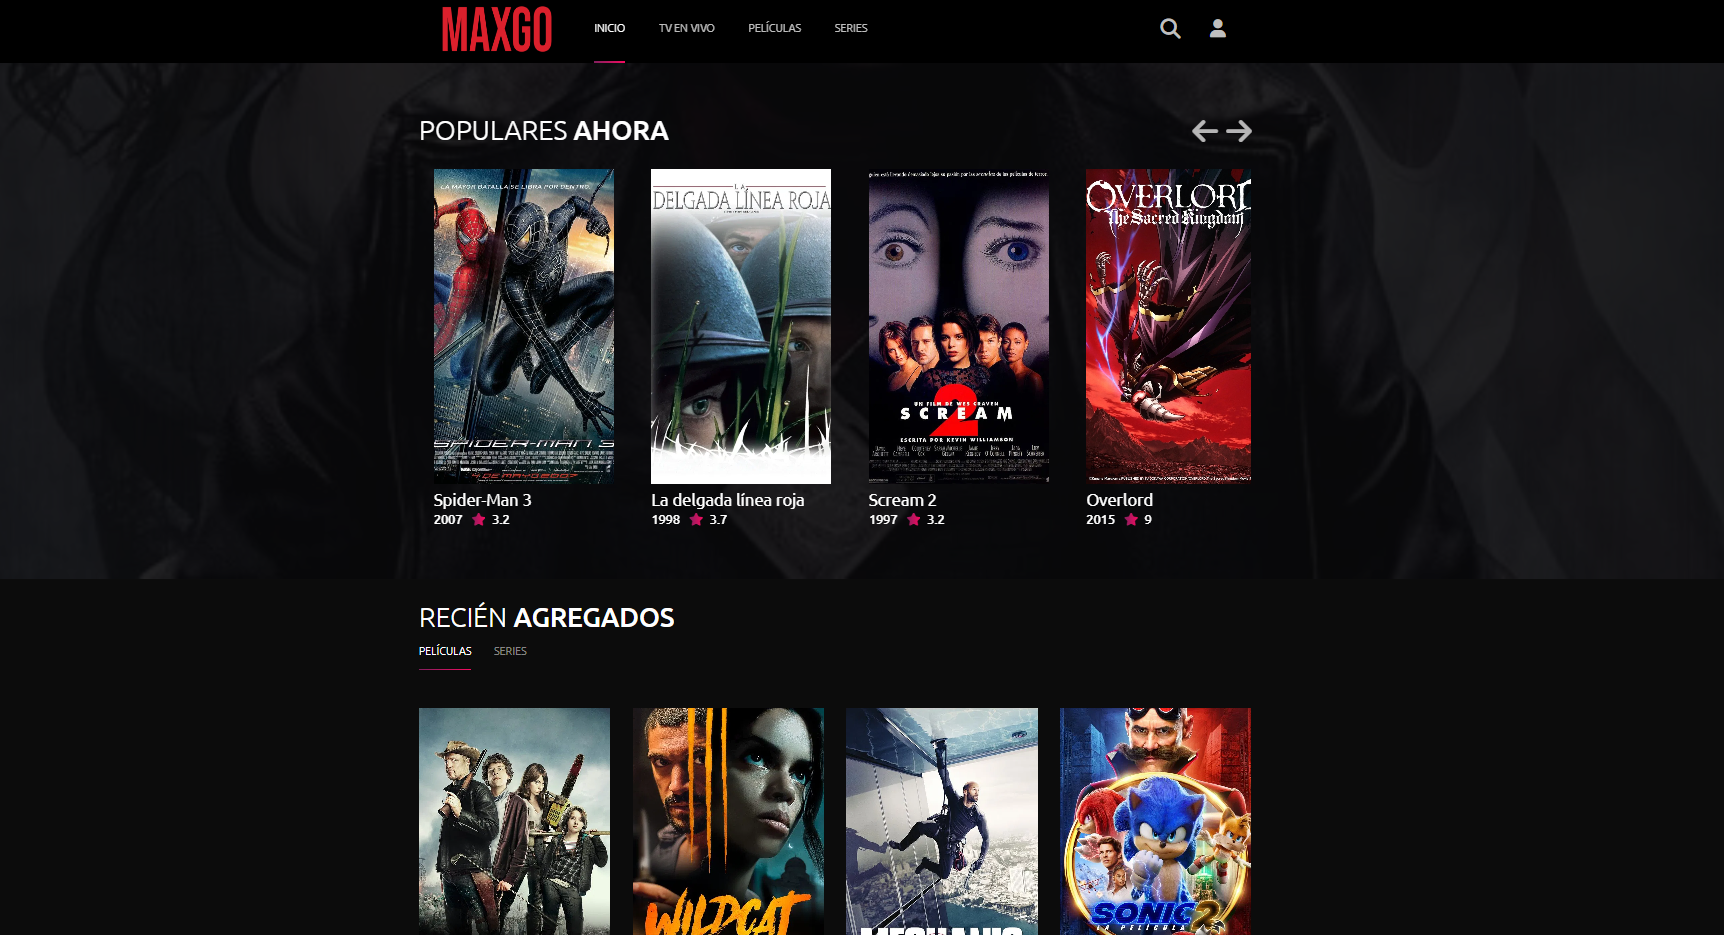 MAXGO
INICIO
TV EN VIVO
PELÍCULAS
SERIES
POPULARES AHORA
LA MAYOR BATALLA SE LIBRA POR DENTRO.
SPIDER-MAN 3
LA
DELGADA LÍNEA ROJA
UN FILM DE WES CRAVEN
SCREAM
2
ESCRITA POR KEVIN WILLIAMSON
OVERLORD
The Sacred Kingdom
Spider-Man 3
2007 3.2
La delgada línea roja
1998 3.7
Scream 2
1997 3.2
Overlord
2015 9
RECIÉN AGREGADOS
PELÍCULAS
SERIES
WILDCAT
MECHANIC
SONIC 2
LA PELÍCULA